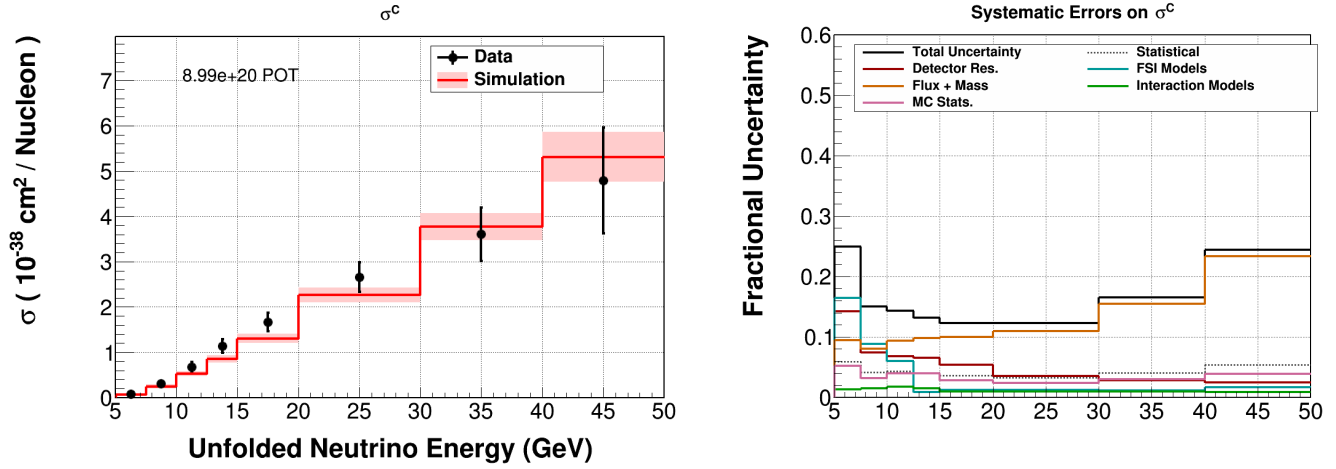 σC
σ ( 10-38 cm2 / Nucleon )
8.99e+20 POT
Data
Simulation
7
6
5
4
3
2
1
0
5 10 15 20 25 30 35 40 45 50
Unfolded Neutrino Energy (GeV)
Systematic Errors on σC
Fractional Uncertainty
Total Uncertainty
Statistical
Detector Res.
FSI Models
Flux + Mass
Interaction Models
MC Stats.
0.6
0.5
0.4
0.3
0.2
0.1
0
5 10 15 20 25 30 35 40 45 50